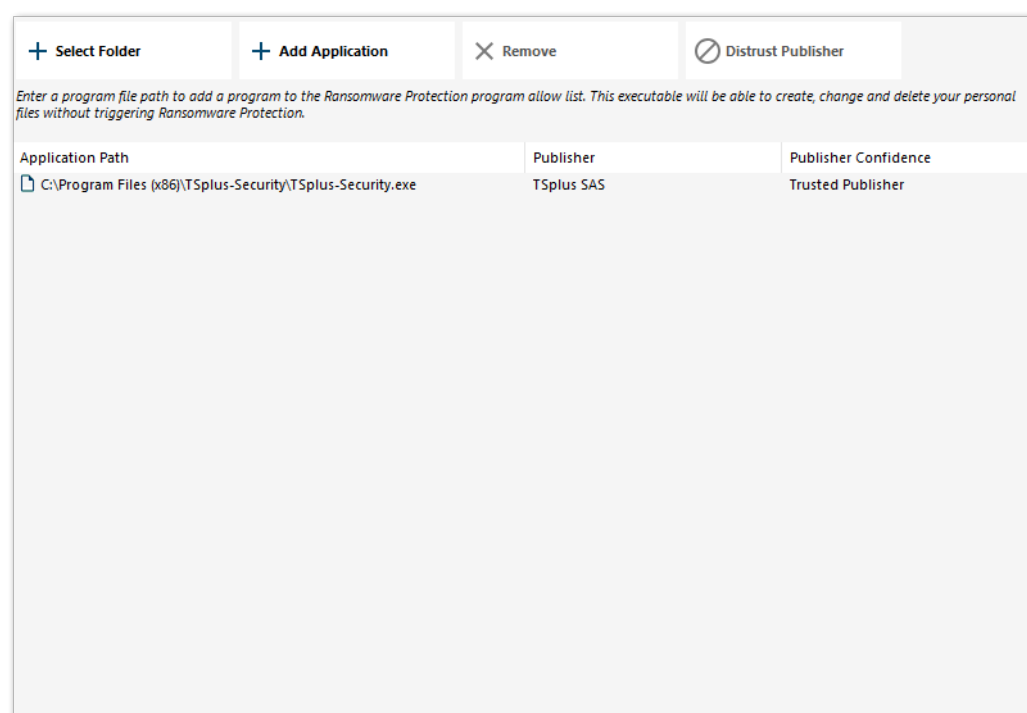 Select Folder
Add Application
Remove
Distrust Publisher
Enter a program file path to add a program to the Ransomware Protection program allow list. This executable will be able to create, change and delete your personal
files without triggering Ransomware Protection.
Application Path Publisher Publisher Confidence
C:\Program Files (x86)\TSplus-Security\TSplus-Security.exe TSplus SAS Trusted Publisher